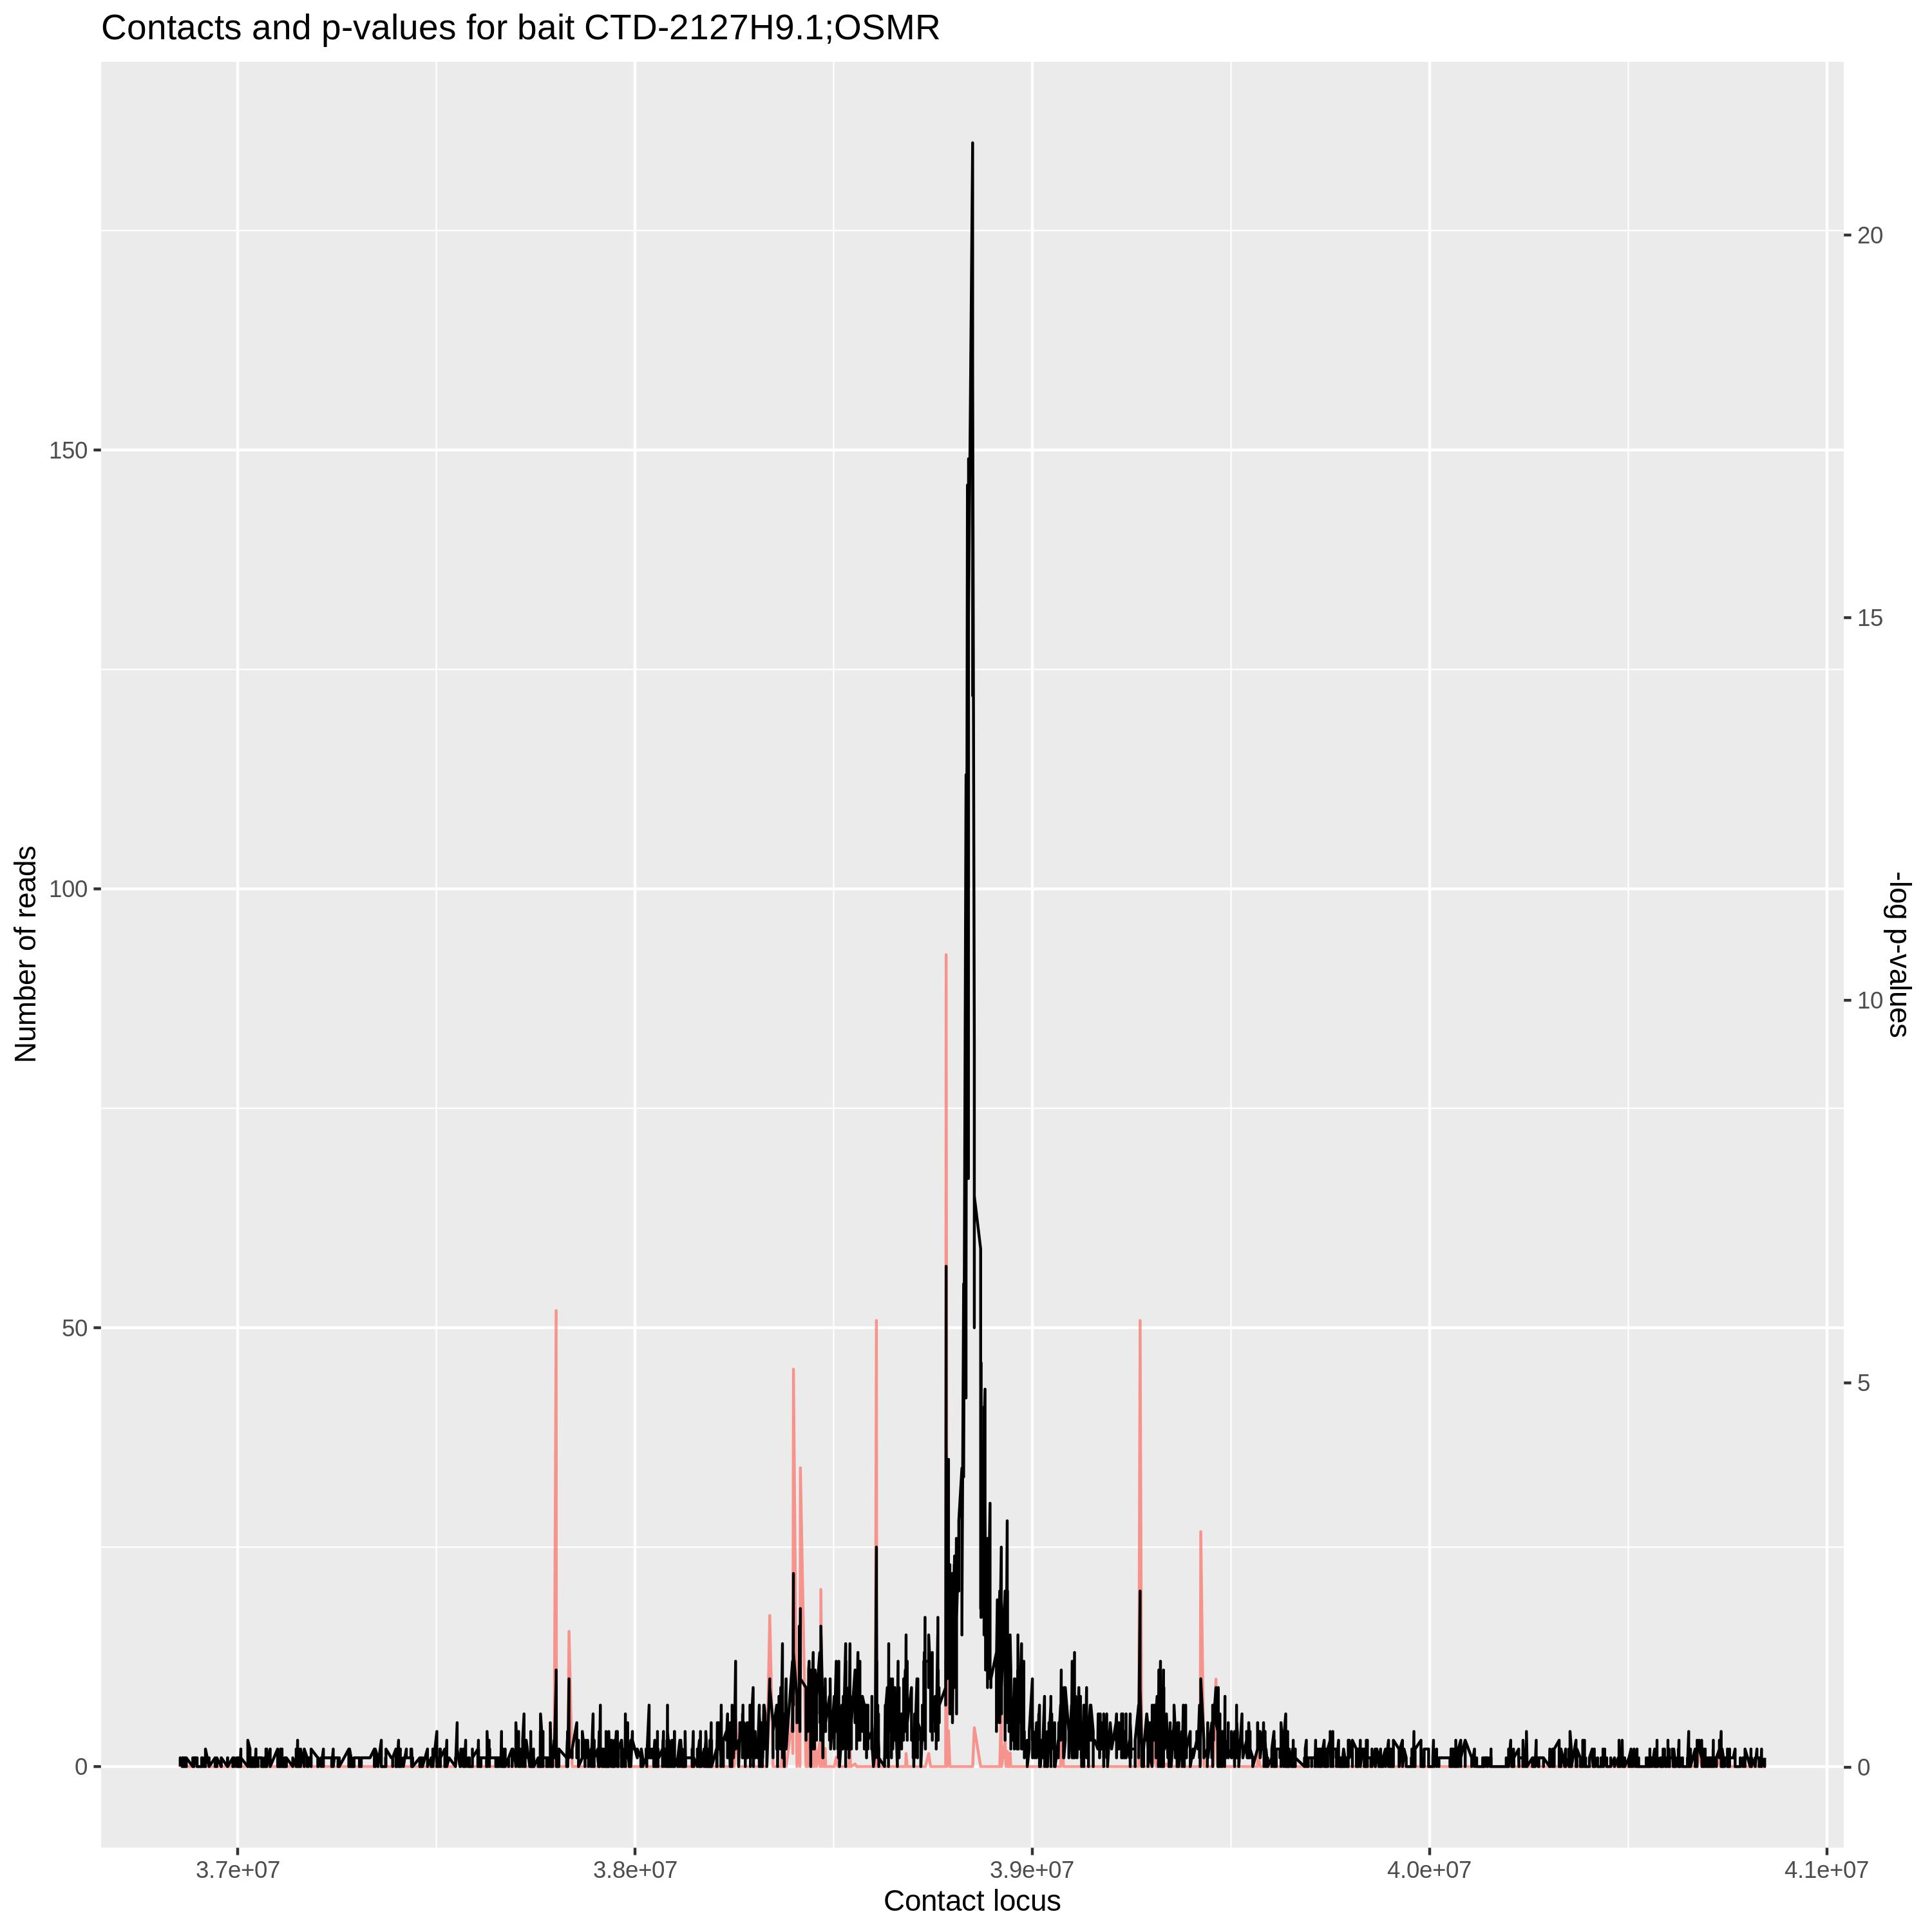 Contacts and p-values for bait CTD-2127H9.1;OSMR
Number of reads
150
100
50
0
20
15
10
5
0
-log p-values
3.7e+07 3.8e+07 3.9e+07 4.0e+07 4.1e+07
Contact locus